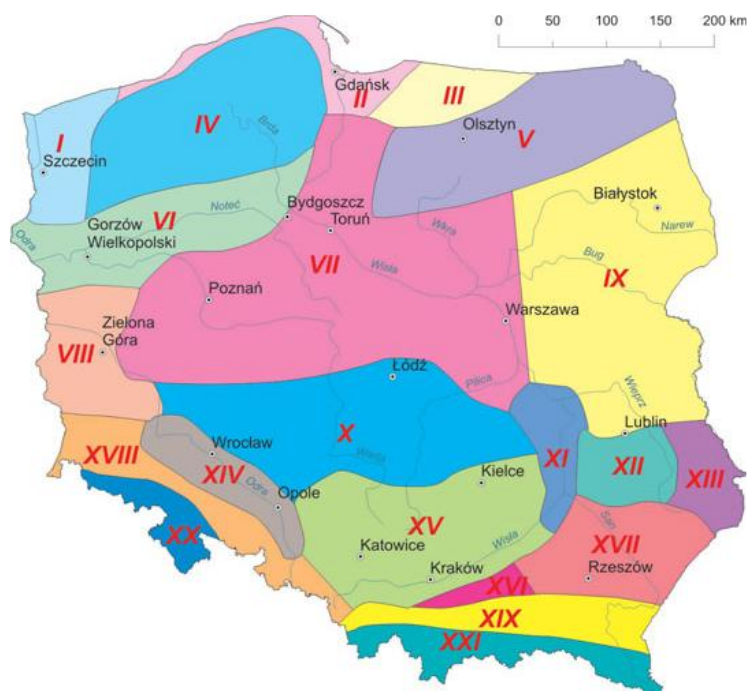 0 50 100 150 200 km
Gdańsk
II
III
I
IV
Brda
Olsztyn
V
Szczecin
Białystok
Narew
VI
Noteć
Bydgoszcz
Toruń
Wkra
Odra
Gorzów
Wielkopolski
VII
Wisła
Bug
IX
Poznań
Warszawa
Zielona
Góra
VIII
Łódź
Pilica
Wieprz
X
Lublin
XVIII
Wrocław
XIV
Warta
Kielce
XI
XII
XIII
Odra
Opole
XX
XV
Wisła
San
XVII
Katowice
Kraków
XVI
Rzeszów
XIX
XXI